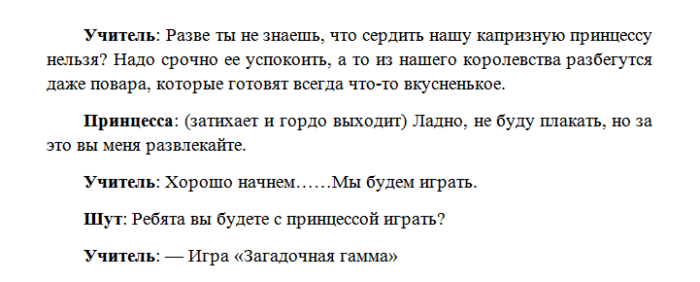 Учитель: Разве ты не знаешь, что сердить нашу капризную принцессу
нельзя? Надо срочно ее успокоить, а то из нашего королевства разбегутся
даже повара, которые готовят всегда что-то вкусненькое.
Принцесса: (затихает и гордо выходит) Ладно, не буду плакать, но за
это вы меня развлекайте.
Учитель: Хорошо начнем……Мы будем играть.
Шут: Ребята вы будете с принцессой играть?
Учитель: — Игра «Загадочная гамма»